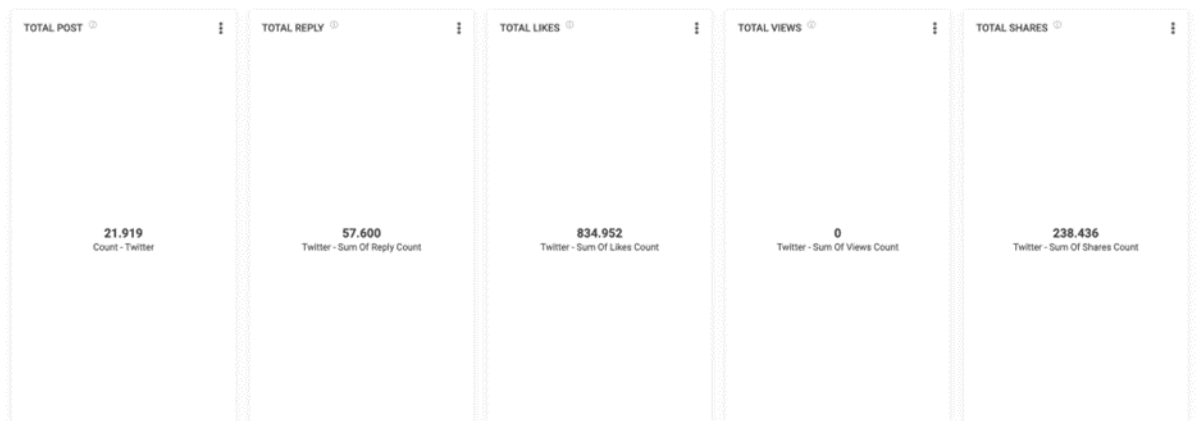 TOTAL POST
21.919
Count - Twitter
TOTAL REPLY
57.600
Twitter - Sum Of Reply Count
TOTAL LIKES
834.952
Twitter - Sum Of Likes Count
TOTAL VIEWS
0
Twitter - Sum Of Views Count
TOTAL SHARES
238.436
Twitter - Sum Of Shares Count